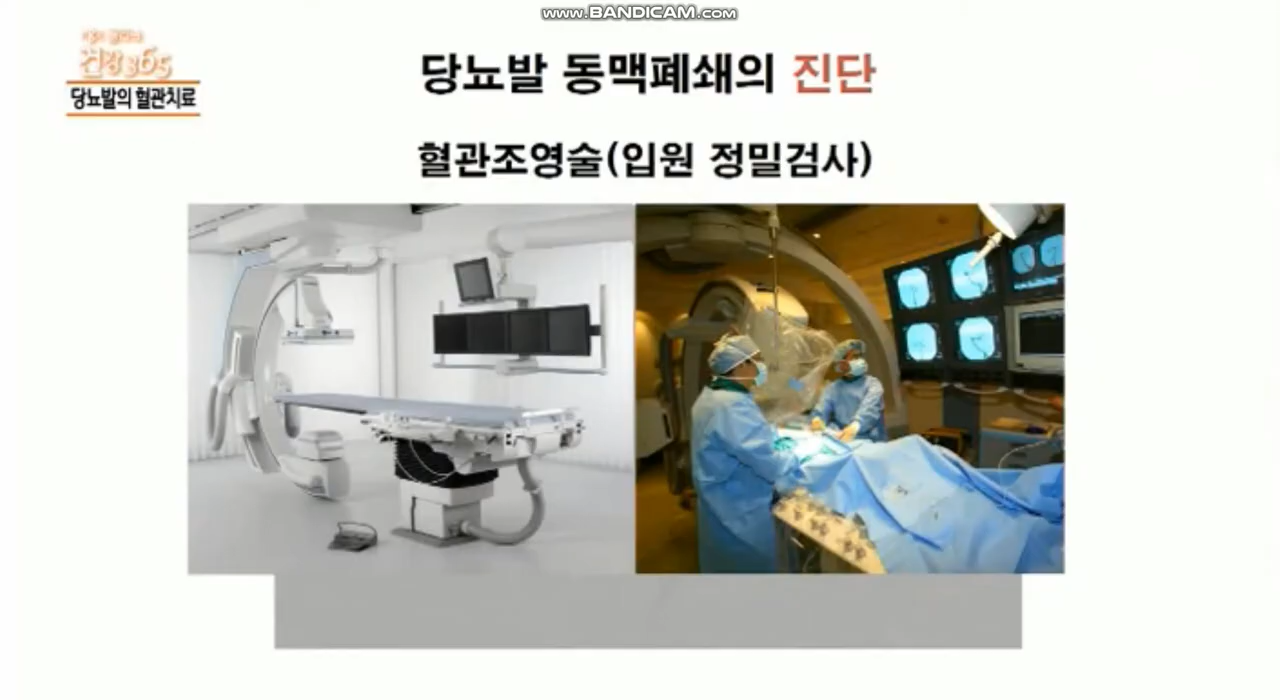 www.BANDICAM.com
건강365
당뇨발의 혈관치료
당뇨발 동맥폐쇄의 진단
혈관조영술(입원 정밀검사)